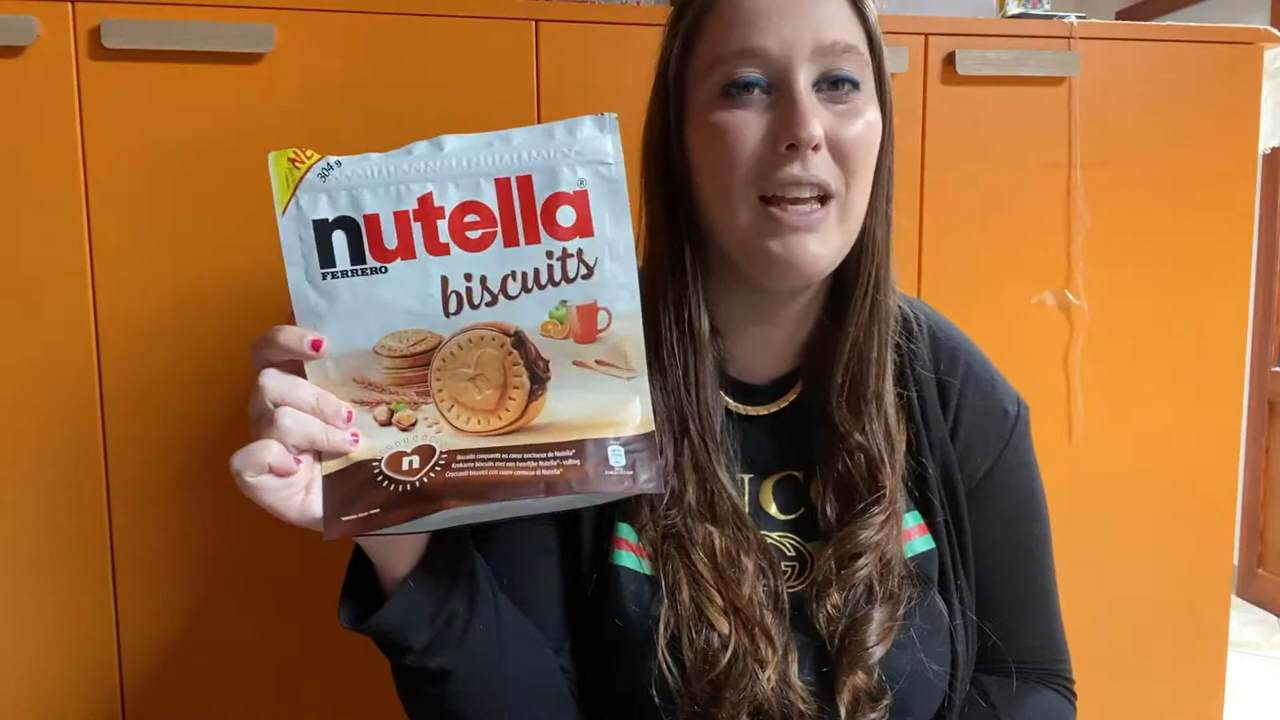 304 g
nutella®
FERRERO
biscuits
n
Biscuits croquants au cœur onctueux de Nutella®
Krokante biscuits met een heerlijke Nutella®-vulling
Croccanti biscotti con cuore cremoso di Nutella®